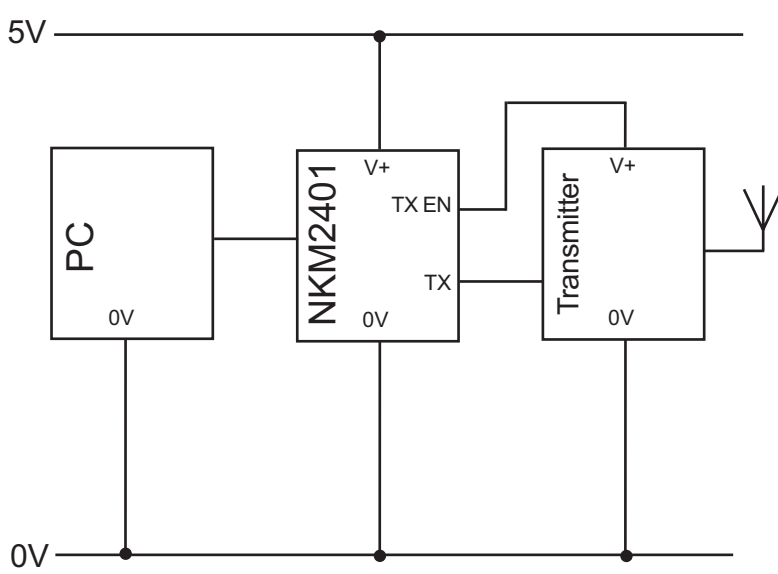 5V
PC
0V
NKM2401
V+
TX EN
TX
0V
Transmitter
V+
0V
0V